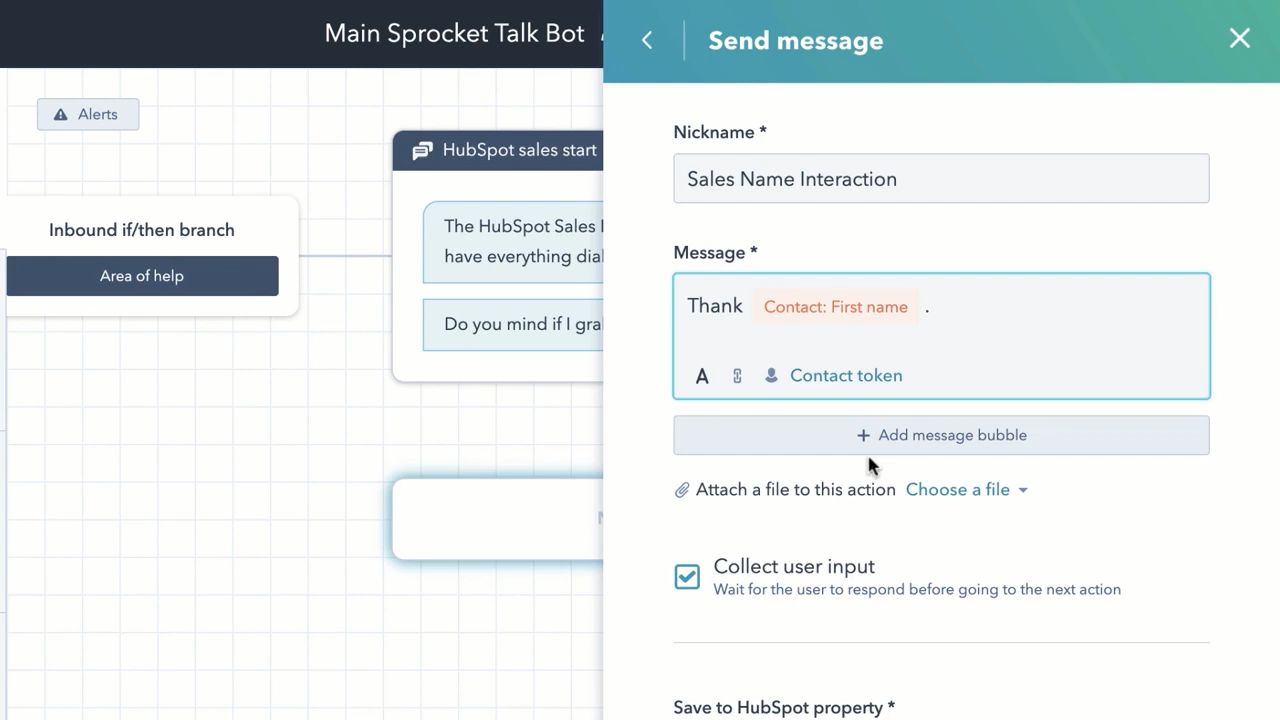 Main Sprocket Talk Bot
Send message
Alerts
HubSpot sales start
Inbound if/then branch
Area of help
The HubSpot Sales
have everything dial
Do you mind if I gra
Nickname *
Sales Name Interaction
Message *
Thank Contact: First name .
A Contact token
+ Add message bubble
Attach a file to this action Choose a file
Collect user input
Wait for the user to respond before going to the next action
Save to HubSpot property *